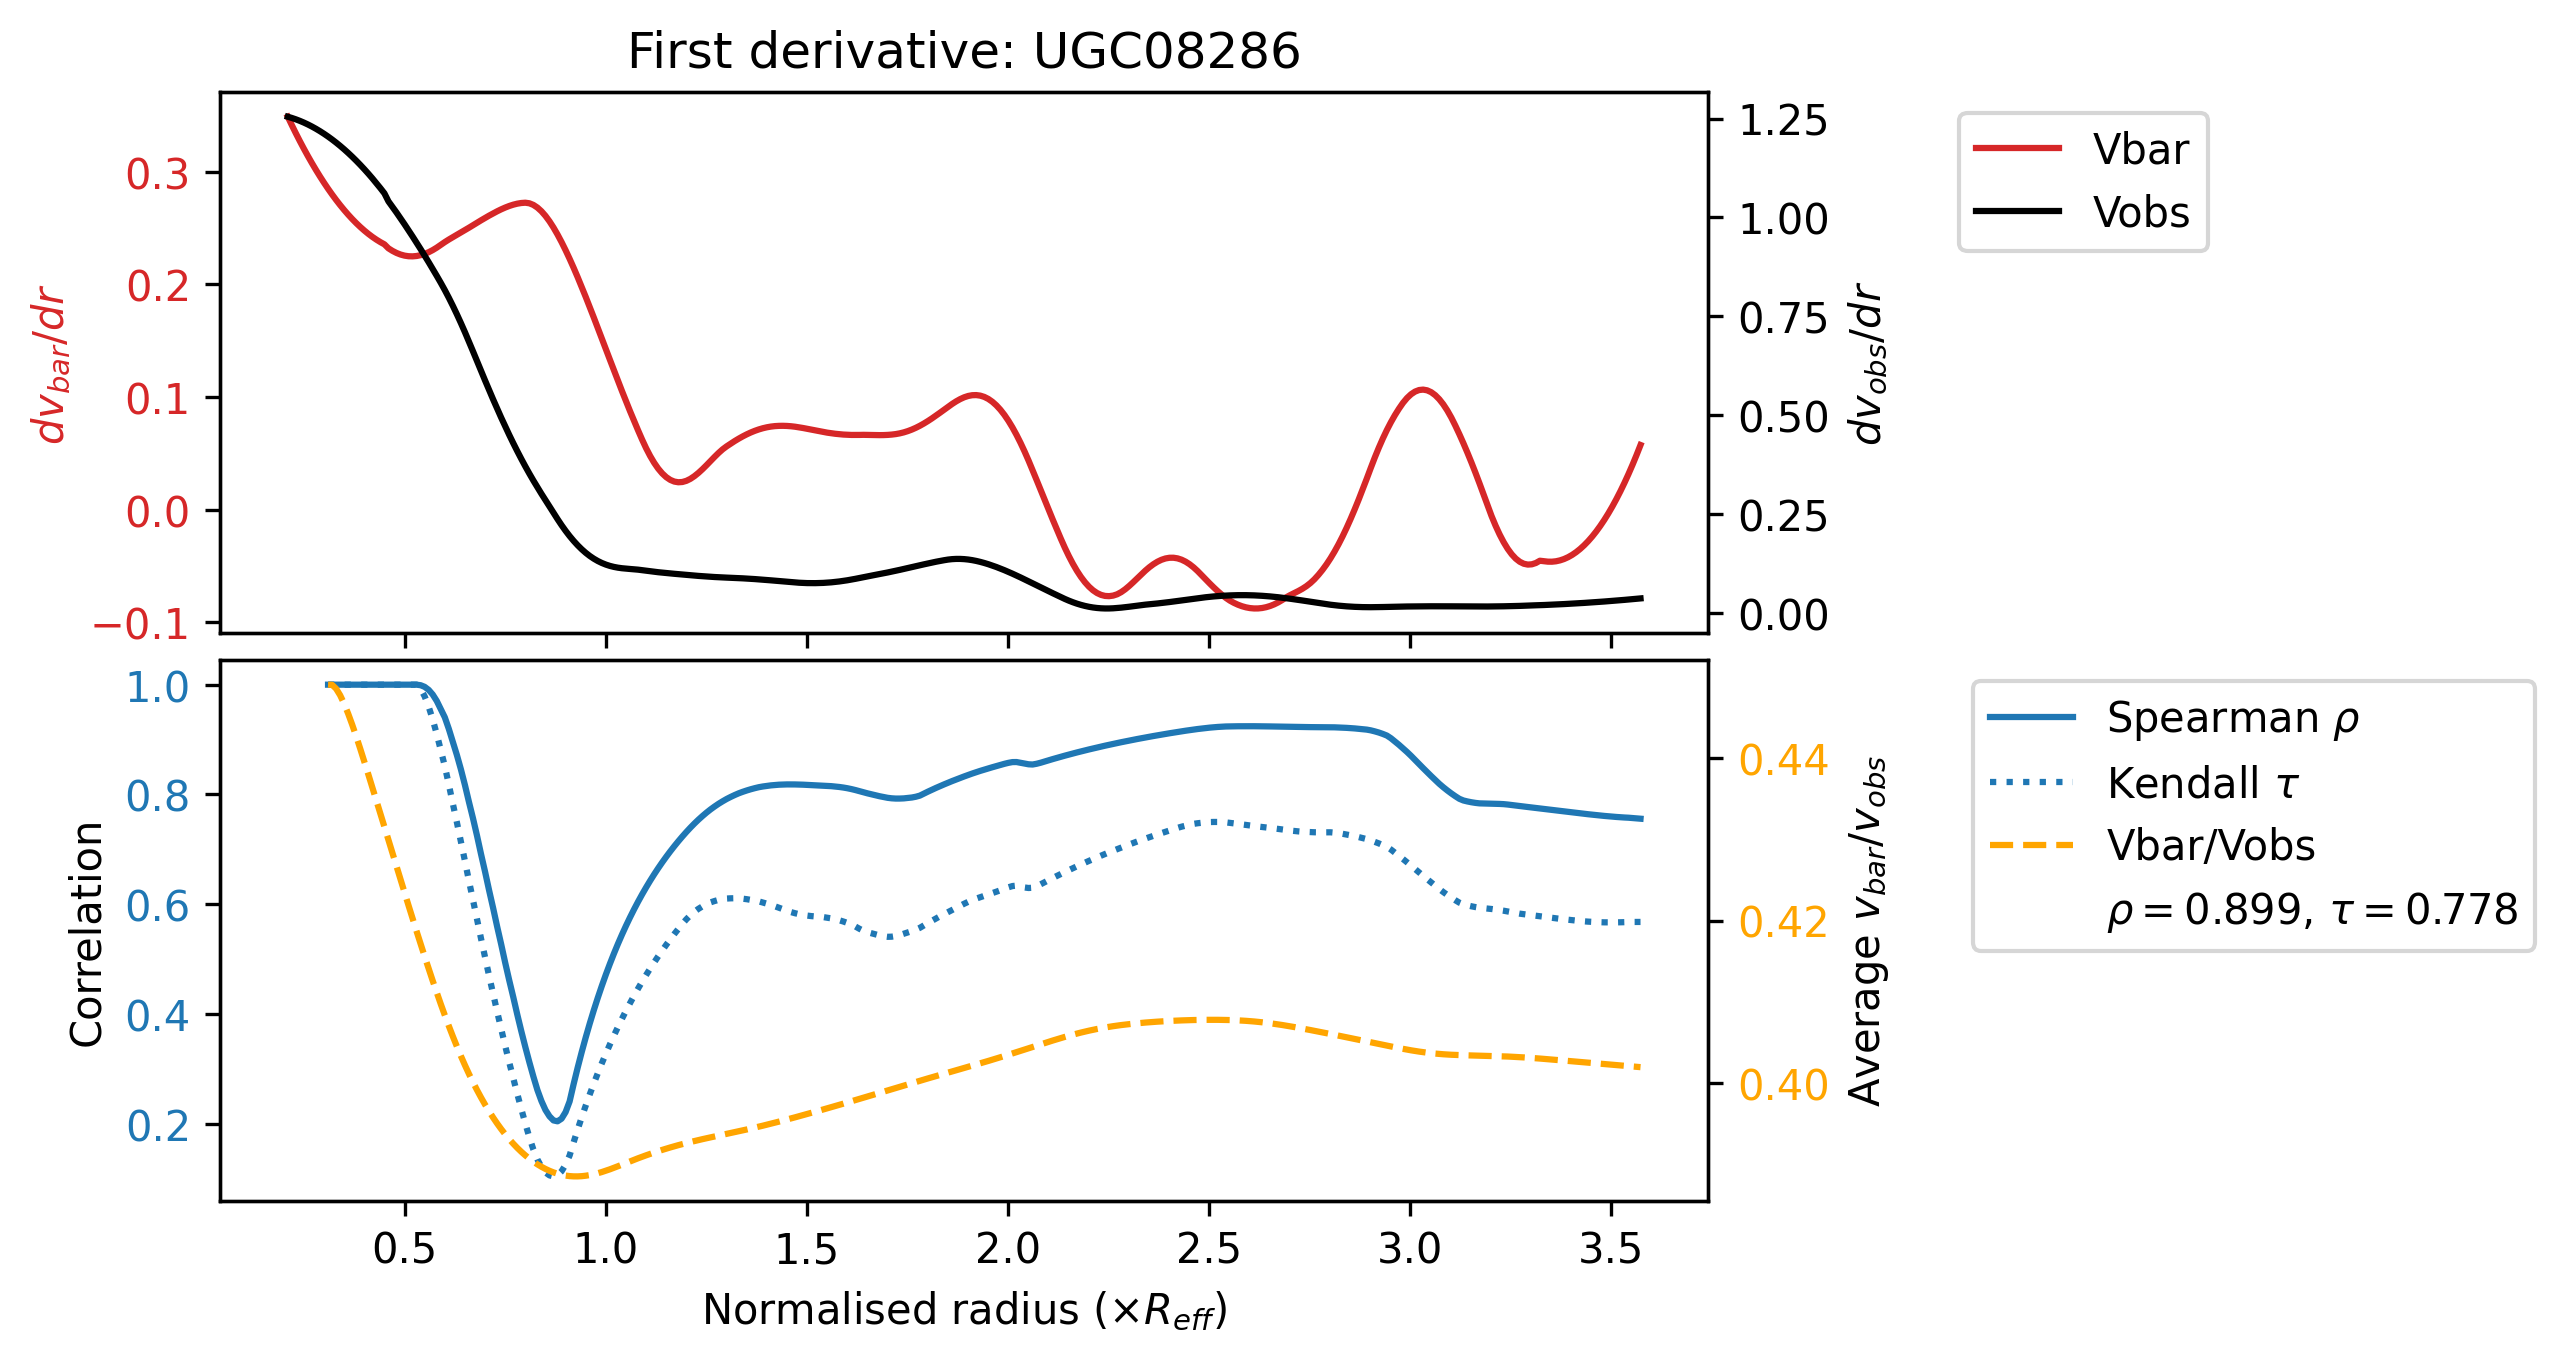 First derivative: UGC08286
dv_bar/dr
0.3
0.2
0.1
0.0
−0.1
1.25
1.00
0.75
0.50
0.25
0.00
dv_obs/dr
Vbar
Vobs
Correlation
1.0
0.8
0.6
0.4
0.2
0.44
0.42
0.40
Average v_bar/v_obs
Spearman ρ
Kendall τ
Vbar/Vobs
ρ = 0.899, τ = 0.778
0.5 1.0 1.5 2.0 2.5 3.0 3.5
Normalised radius (×R_eff)